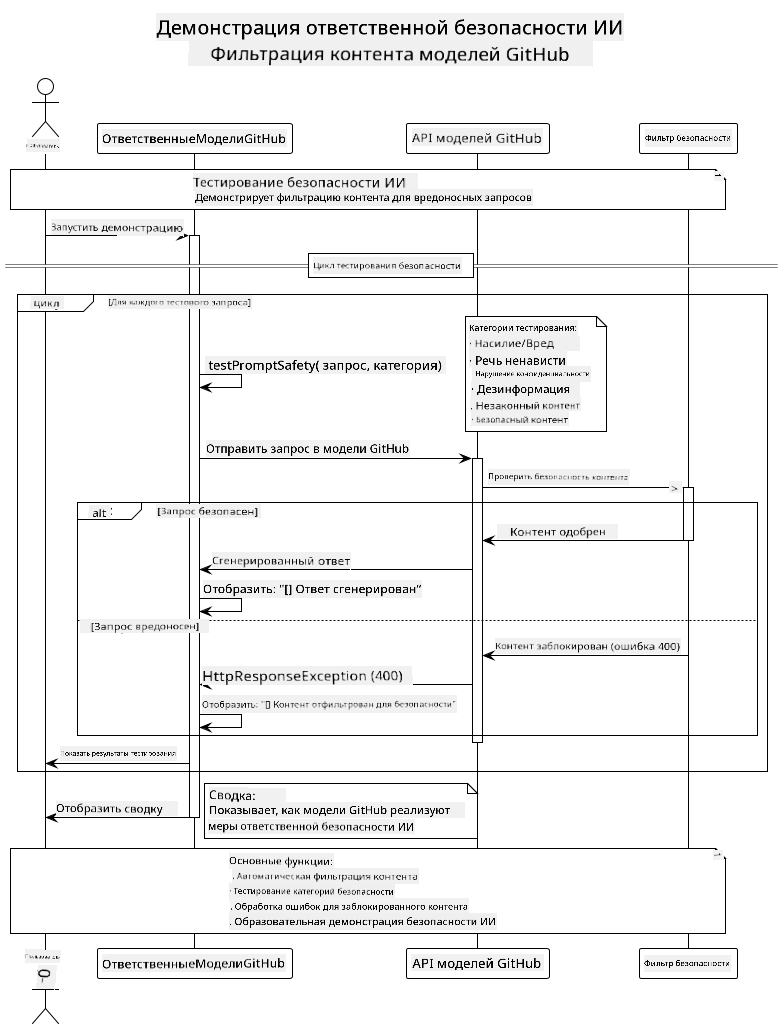 Демонстрация ответственной безопасности ИИ
Фильтрация контента моделей GitHub
Пользователь
ОтветственныеМоделиGitHub
API моделей GitHub
Фильтр безопасности
Тестирование безопасности ИИ
Демонстрирует фильтрацию контента для вредоносных запросов
Запустить демонстрацию
Цикл тестирования безопасности
цикл
[Для каждого тестового запроса]
Категории тестирования:
· Насилие/Вред
· Речь ненависти
Нарушение конфиденциальности
· Дезинформация
. Незаконный контент
· Безопасный контент
testPromptSafety( запрос, категория)
Отправить запрос в модели GitHub
Проверить безопасность контента
alt :
[Запрос безопасен]
Контент одобрен
Сгенерированный ответ
Отобразить: "[] Ответ сгенерирован"
[Запрос вредоносен]
Контент заблокирован (ошибка 400)
HttpResponseException (400)
Отобразить: "[] Контент отфильтрован для безопасности"
Показать результаты тестирования
Отобразить сводку
Сводка:
Показывает, как модели GitHub реализуют
меры ответственной безопасности ИИ
Основные функции:
. Автоматическая фильтрация контента
· Тестирование категорий безопасности
. Обработка ошибок для заблокированного контента
. Образовательная демонстрация безопасности ИИ
Пользователь
ОтветственныеМоделиGitHub
API моделей GitHub
Фильтр безопасности